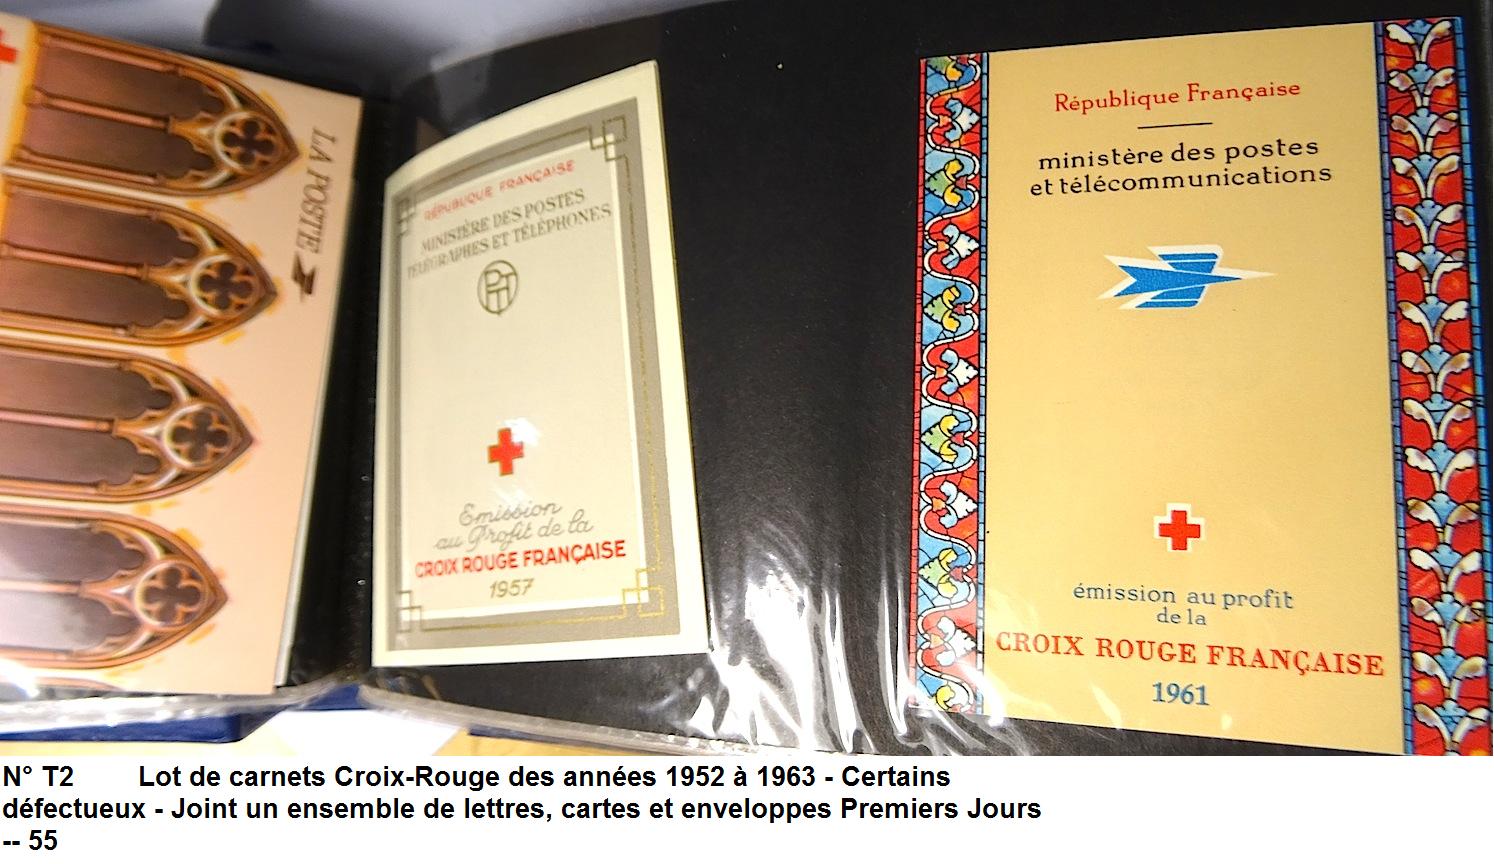 LA POSTE
RÉPUBLIQUE FRANÇAISE
MINISTÈRE DES POSTES
TÉLÉGRAPHES ET TÉLÉPHONES
PTT
Emission
au Profit de la
CROIX ROUGE FRANÇAISE
1957
République Française
ministère des postes
et télécommunications
émission au profit
de la
CROIX ROUGE FRANÇAISE
1961
N° T2 Lot de carnets Croix-Rouge des années 1952 à 1963 - Certains
défectueux - Joint un ensemble de lettres, cartes et enveloppes Premiers Jours
-- 55